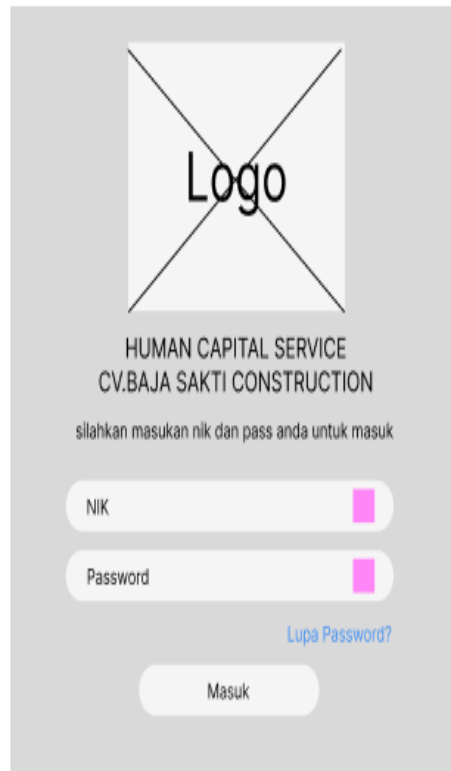 Logo
HUMAN CAPITAL SERVICE
CV.BAJA SAKTI CONSTRUCTION
silahkan masukan nik dan pass anda untuk masuk
NIK
Password
Lupa Password?
Masuk